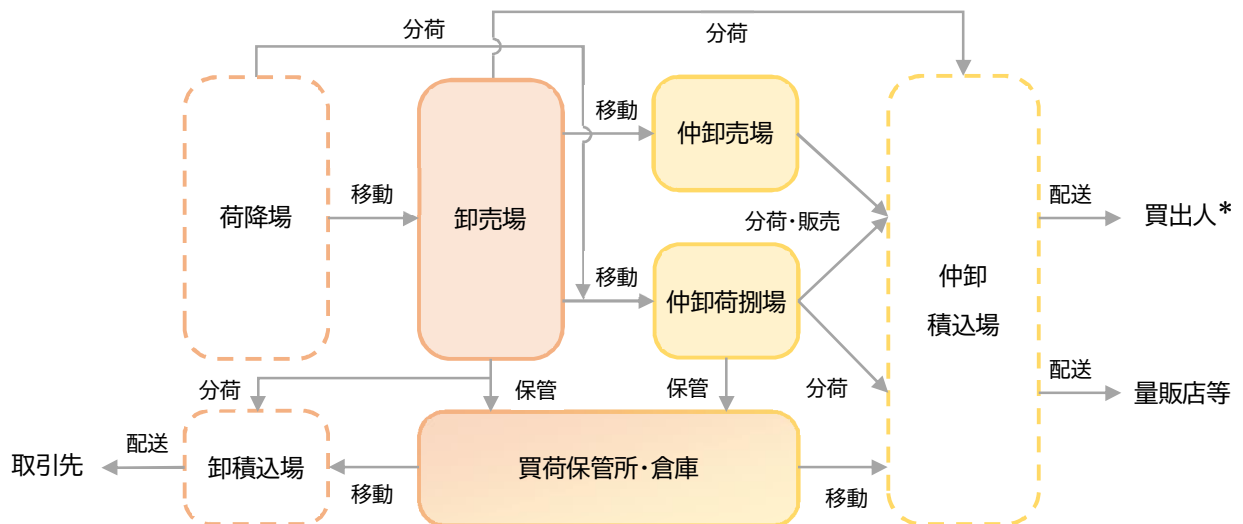 分荷
分荷
移動
仲卸売場
荷降場
移動
卸売場
分荷・販売
配送
買出人*
移動
仲卸荷捌場
仲卸
積込場
分荷
保管
保管
分荷
配送
量販店等
取引先
配送
卸積込場
移動
買荷保管所・倉庫
移動